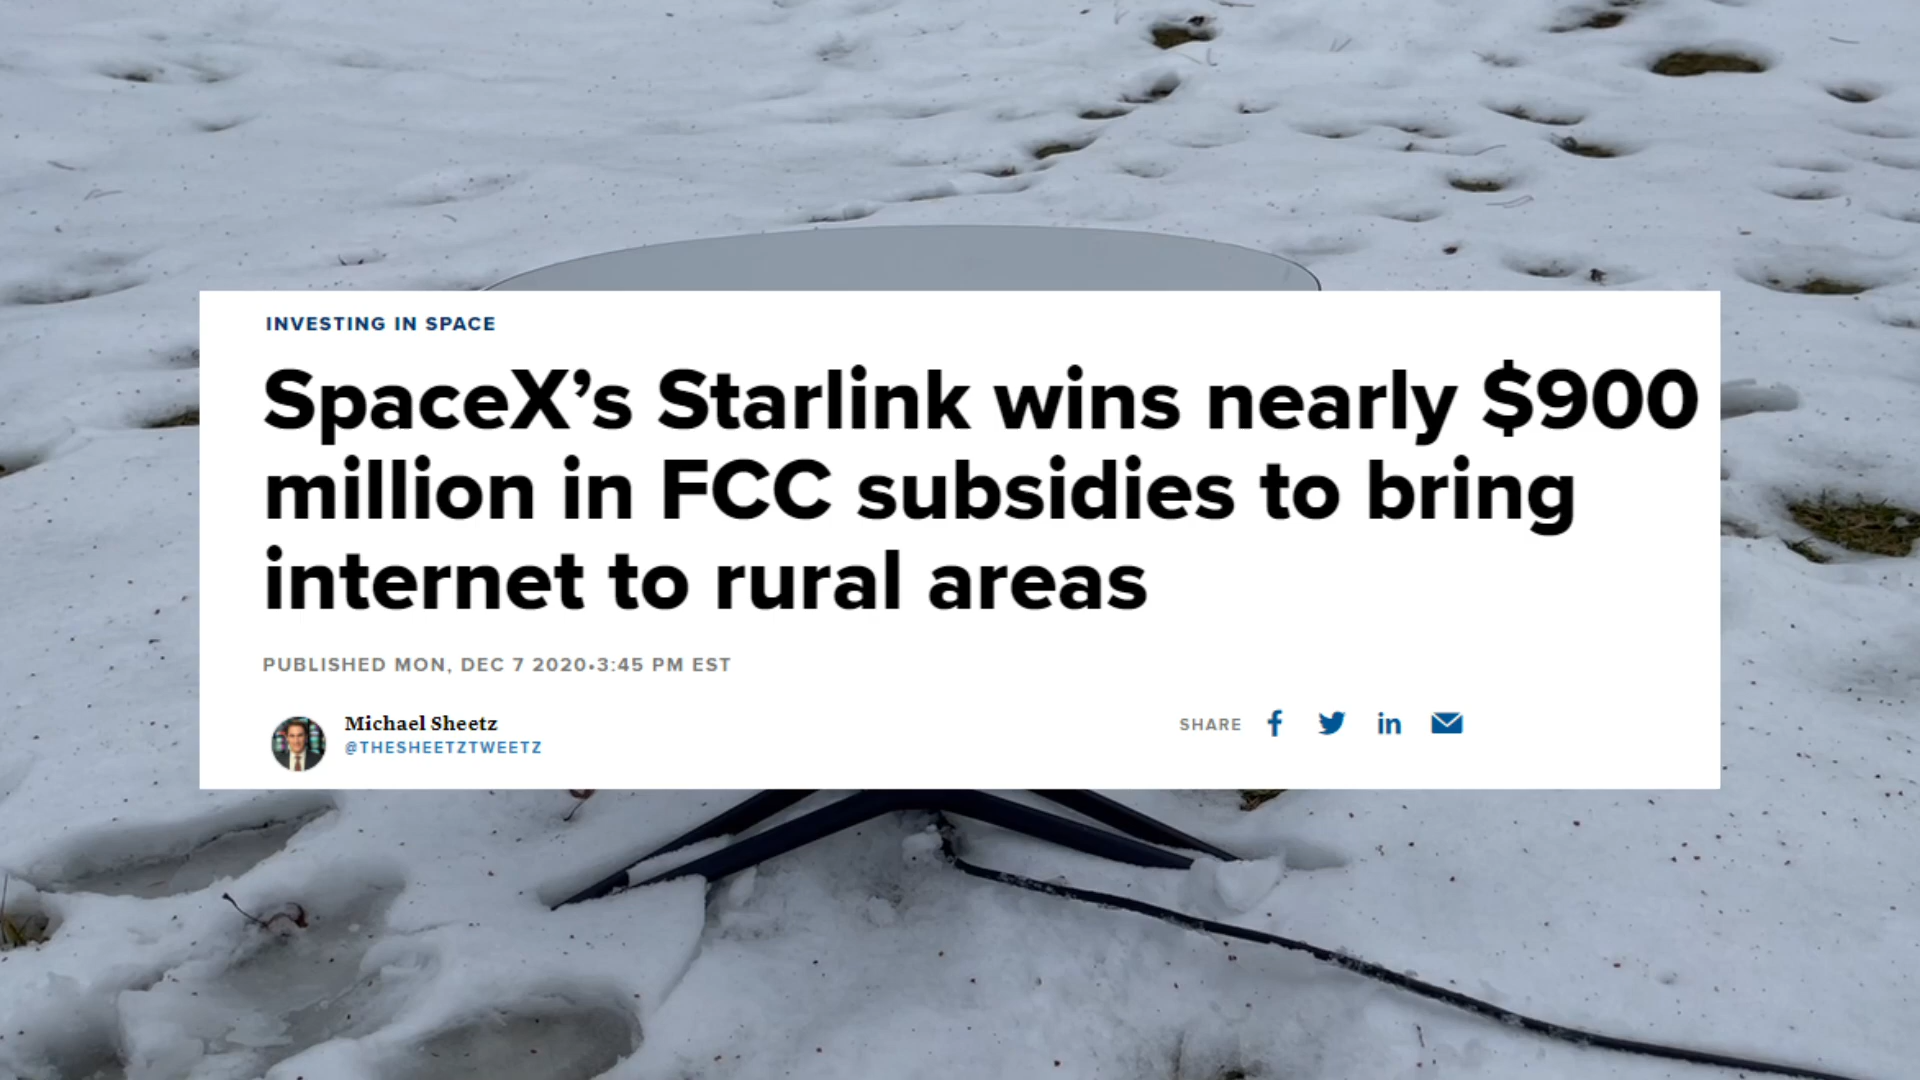 INVESTING IN SPACE
SpaceX’s Starlink wins nearly $900
million in FCC subsidies to bring
internet to rural areas
PUBLISHED MON, DEC 7 2020•3:45 PM EST
Michael Sheetz
@THESHEETZTWEETZ
SHARE